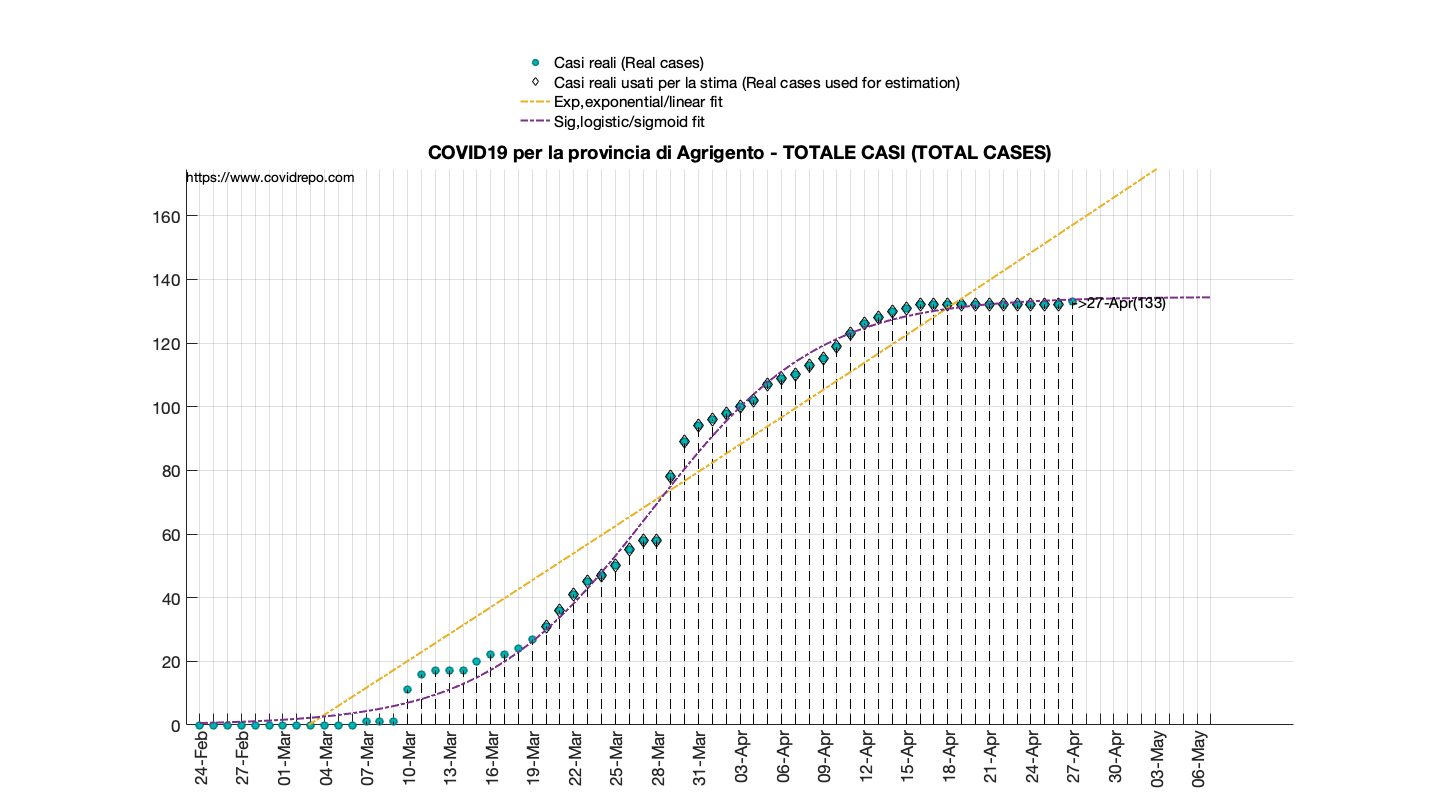 Casi reali (Real cases)
Casi reali usati per la stima (Real cases used for estimation)
Exp,exponential/linear fit
Sig,logistic/sigmoid fit
COVID19 per la provincia di Agrigento - TOTALE CASI (TOTAL CASES)
https://www.covidrepo.com
160
140
120
100
80
60
40
20
0
->27-Apr(133)
24-Feb
27-Feb
01-Mar
04-Mar
07-Mar
10-Mar
13-Mar
16-Mar
19-Mar
22-Mar
25-Mar
28-Mar
31-Mar
03-Apr
06-Apr
09-Apr
12-Apr
15-Apr
18-Apr
21-Apr
24-Apr
27-Apr
30-Apr
03-May
06-May